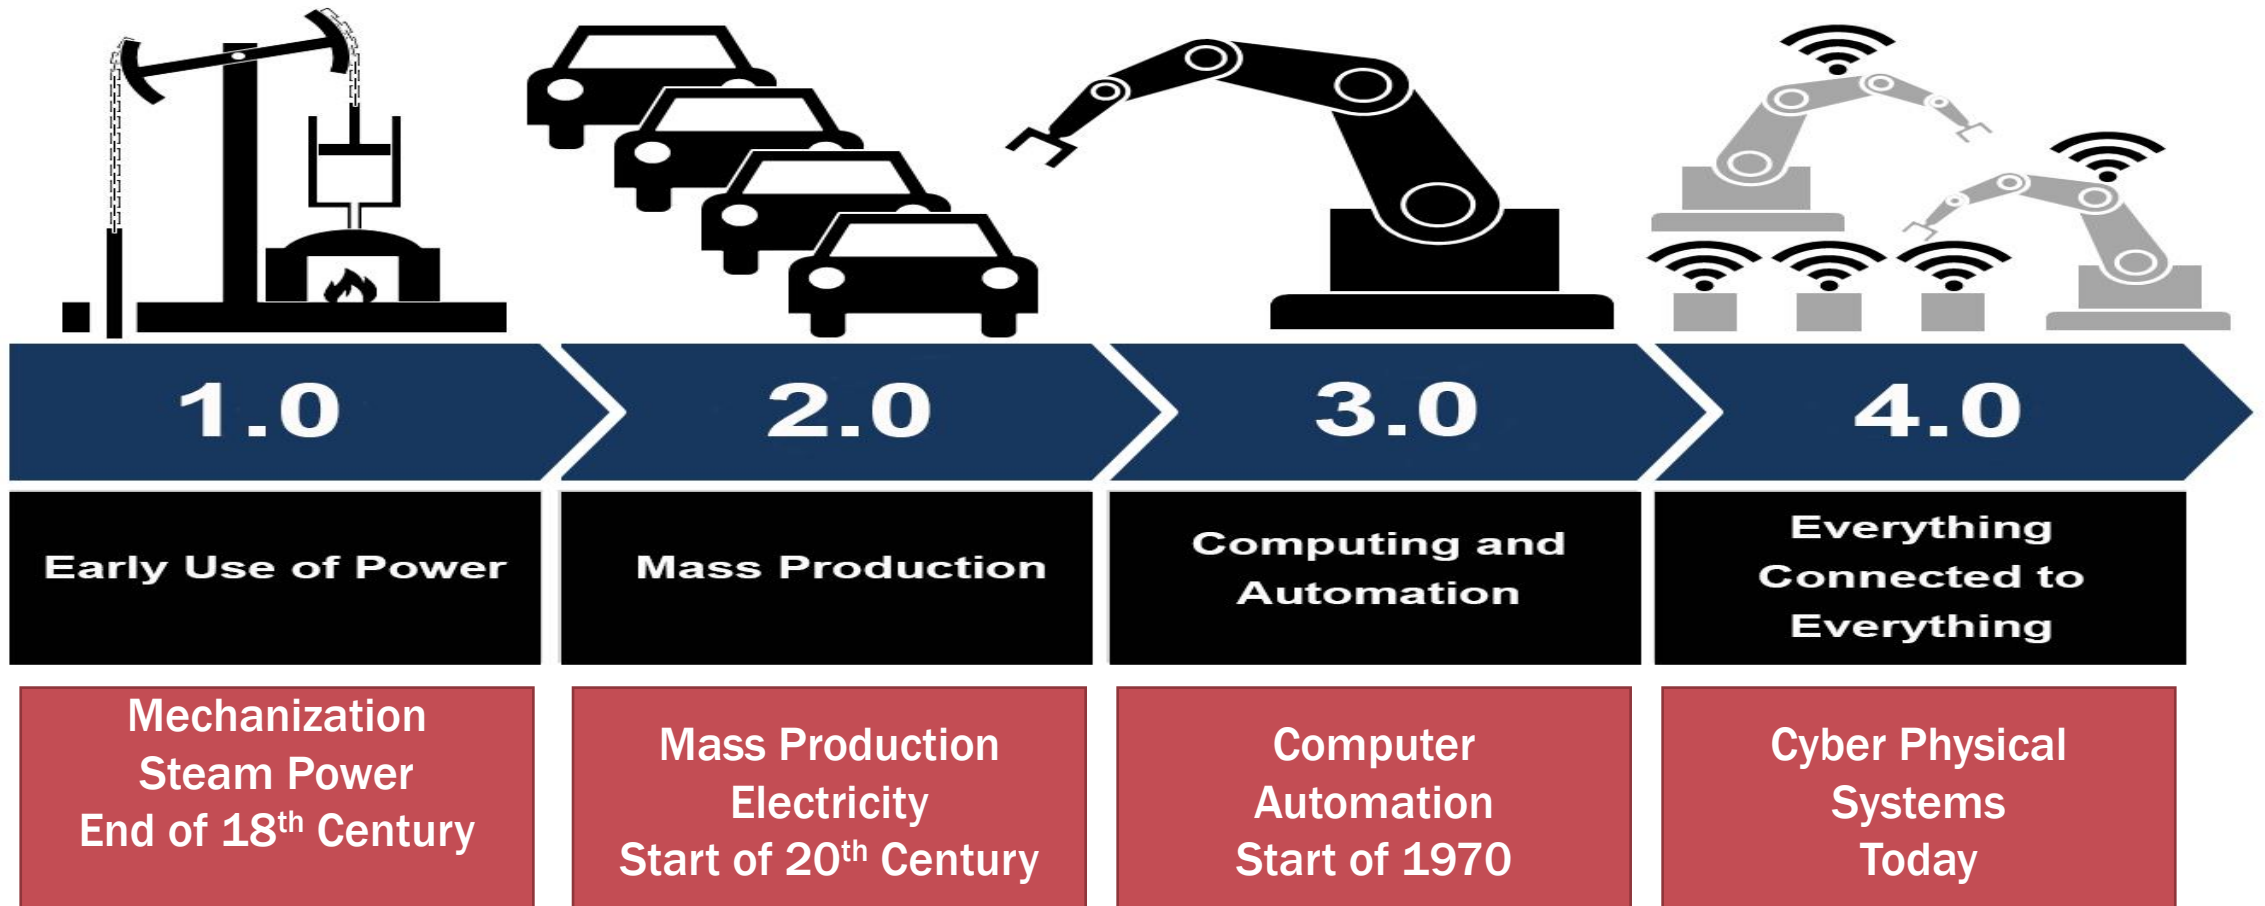 1.0
2.0
3.0
4.0
Early Use of Power
Mass Production
Computing and
Automation
Everything
Connected to
Everything
Mechanization
Steam Power
End of 18th Century
Mass Production
Electricity
Start of 20th Century
Computer
Automation
Start of 1970
Cyber Physical
Systems
Today